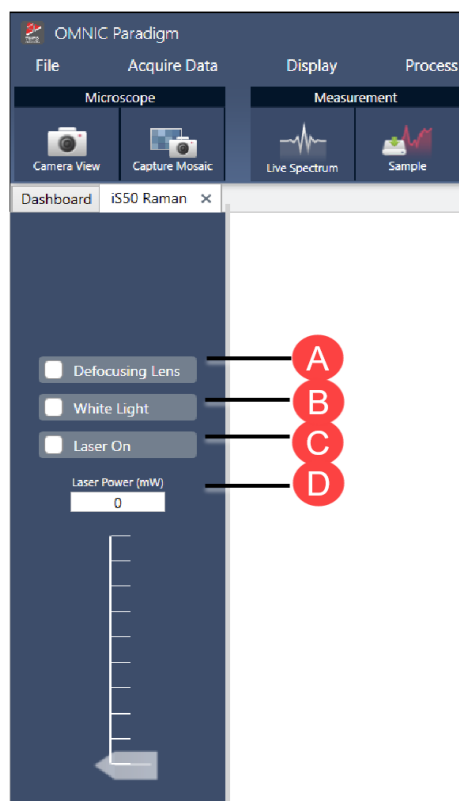 OMNIC Paradigm
File Acquire Data Display Process
Microscope Measurement
Camera View Capture Mosaic Live Spectrum Sample
Dashboard iS50 Raman ×
Defocusing Lens A
White Light B
Laser On C
Laser Power (mW) D
0